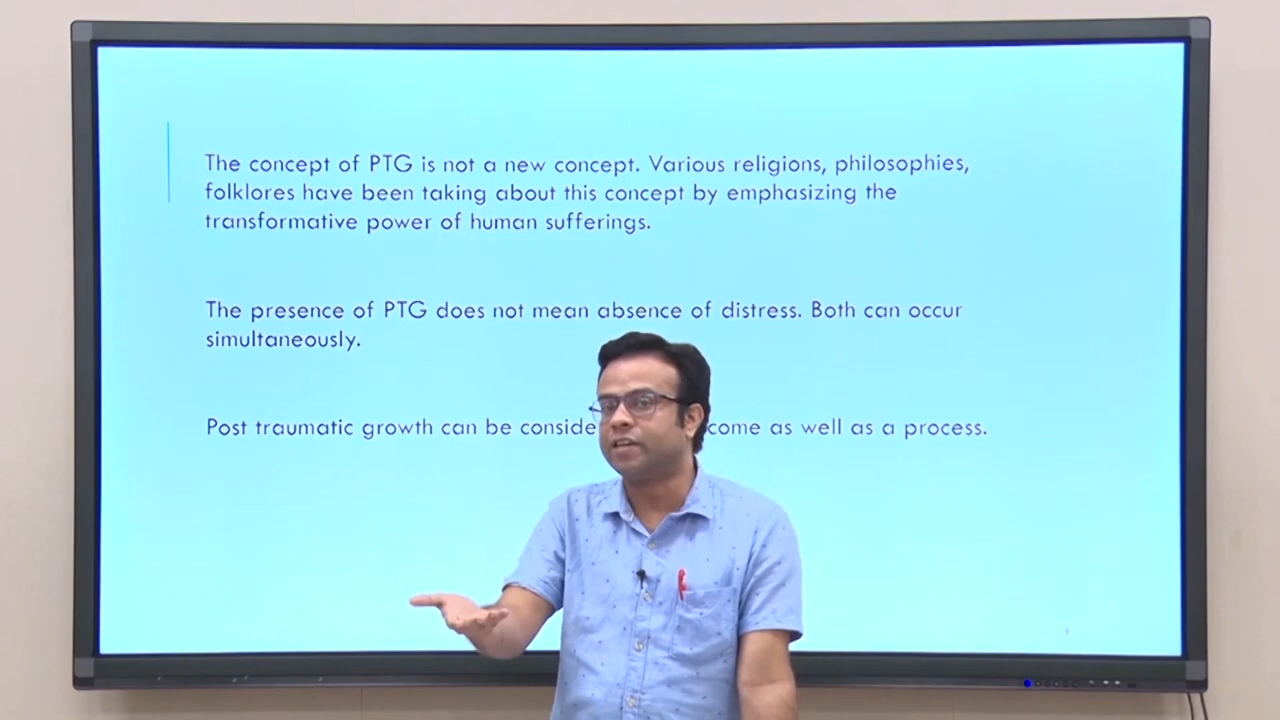 The concept of PTG is not a new concept. Various religions, philosophies,
folklores have been taking about this concept by emphasizing the
transformative power of human sufferings.
The presence of PTG does not mean absence of distress. Both can occur
simultaneously.
Post traumatic growth can be conside come as well as a process.